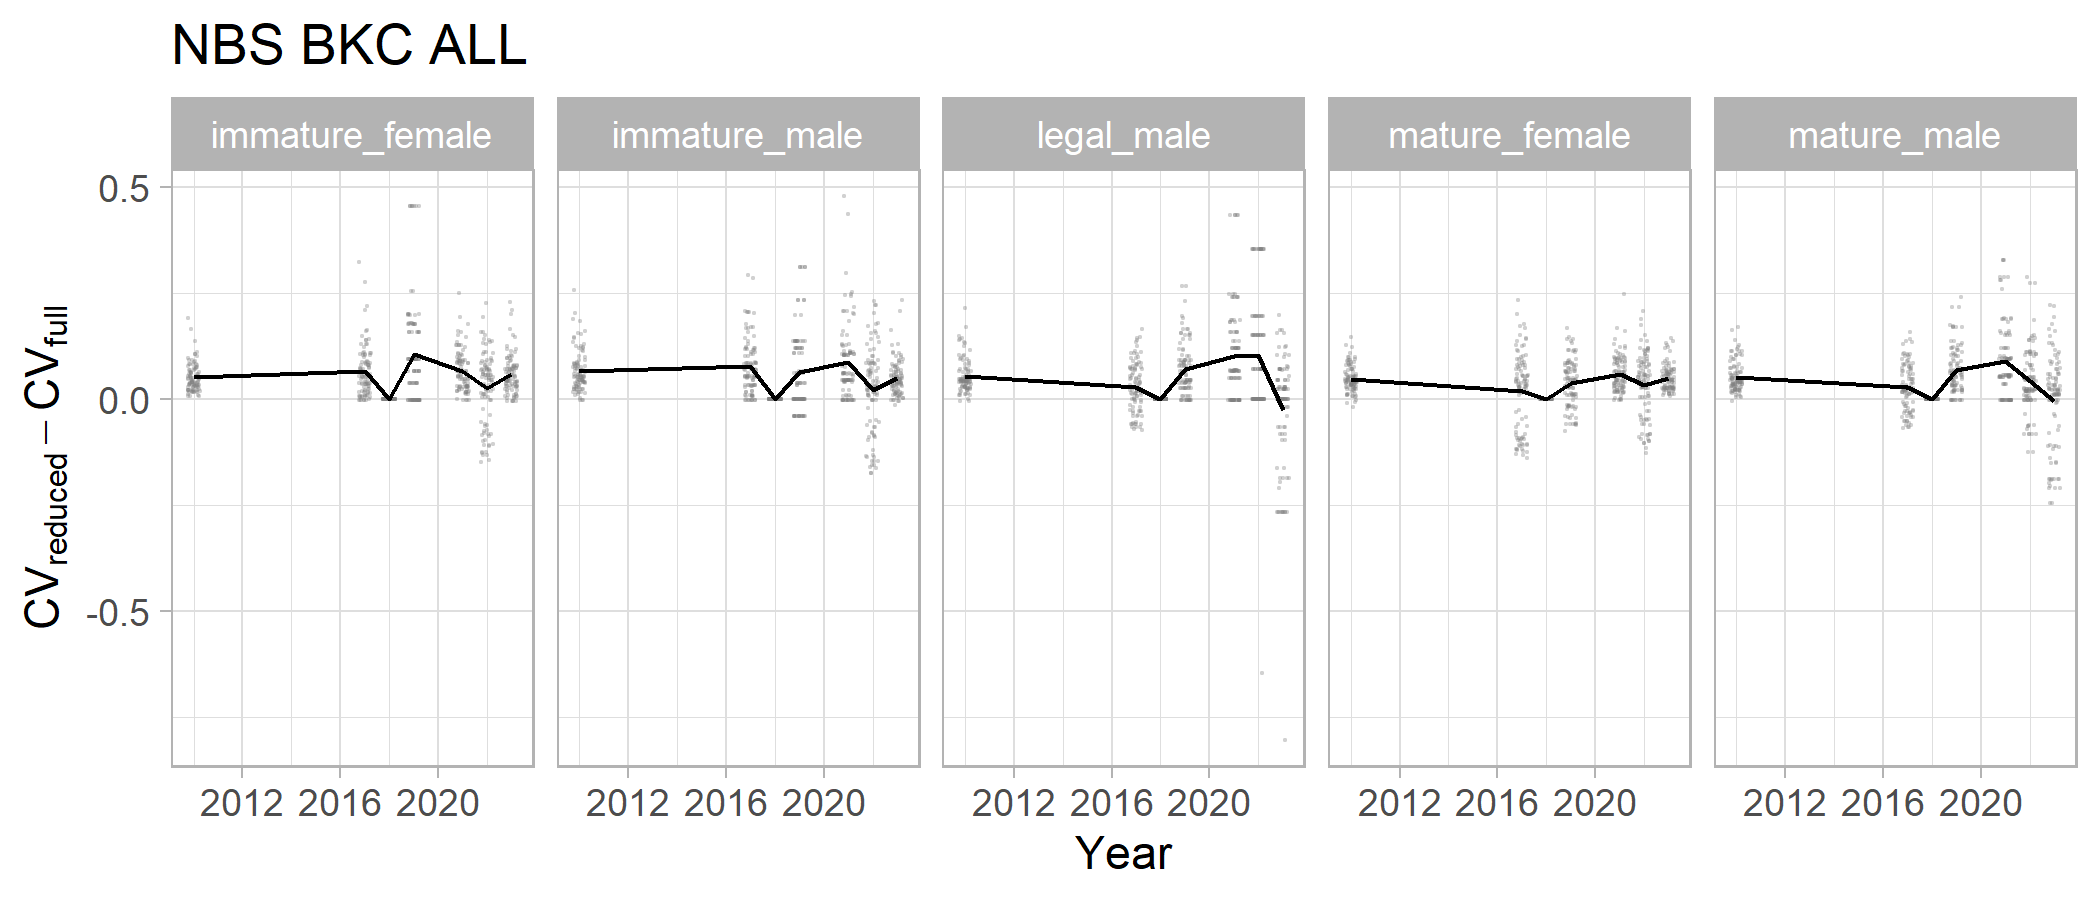 NBS BKC ALL
immature_female immature_male legal_male mature_female mature_male
0.5
0.0
-0.5
CVreduced − CVfull
2012 2016 2020 2012 2016 2020 2012 2016 2020 2012 2016 2020 2012 2016 2020
Year